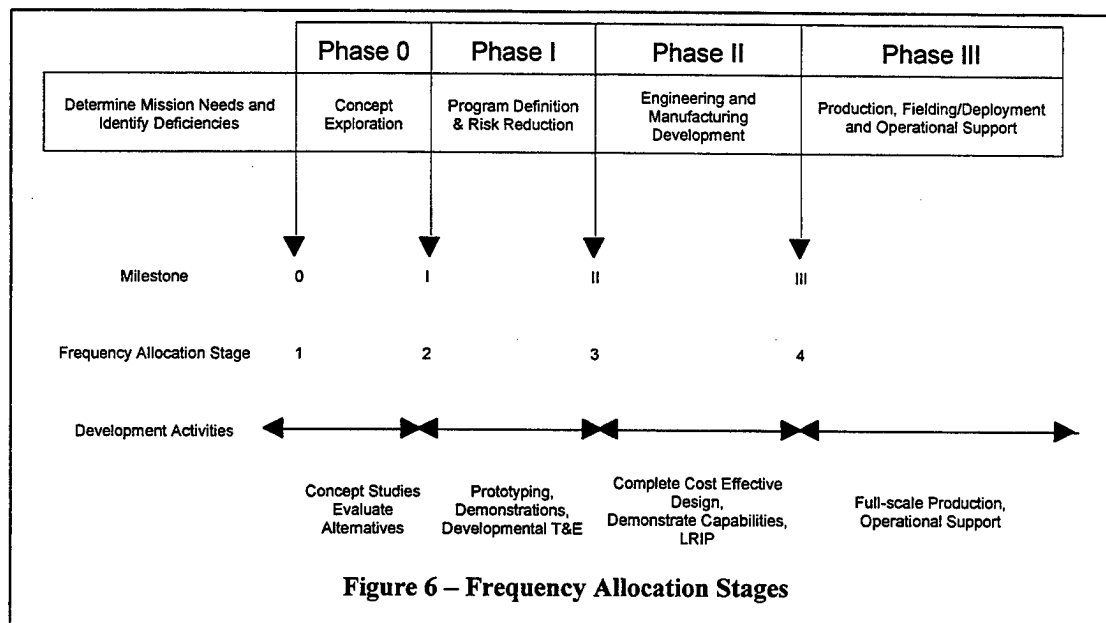 Phase 0
Phase I
Phase II
Phase III
Determine Mission Needs and
Identify Deficiencies
Concept
Exploration
Program Definition
& Risk Reduction
Engineering and
Manufacturing
Development
Production, Fielding/Deployment
and Operational Support
Milestone
0
I
II
III
Frequency Allocation Stage
1
2
3
4
Development Activities
Concept Studies
Evaluate
Alternatives
Prototyping,
Demonstrations,
Developmental T&E
Complete Cost Effective
Design,
Demonstrate Capabilities,
LRIP
Full-scale Production,
Operational Support
Figure 6 – Frequency Allocation Stages